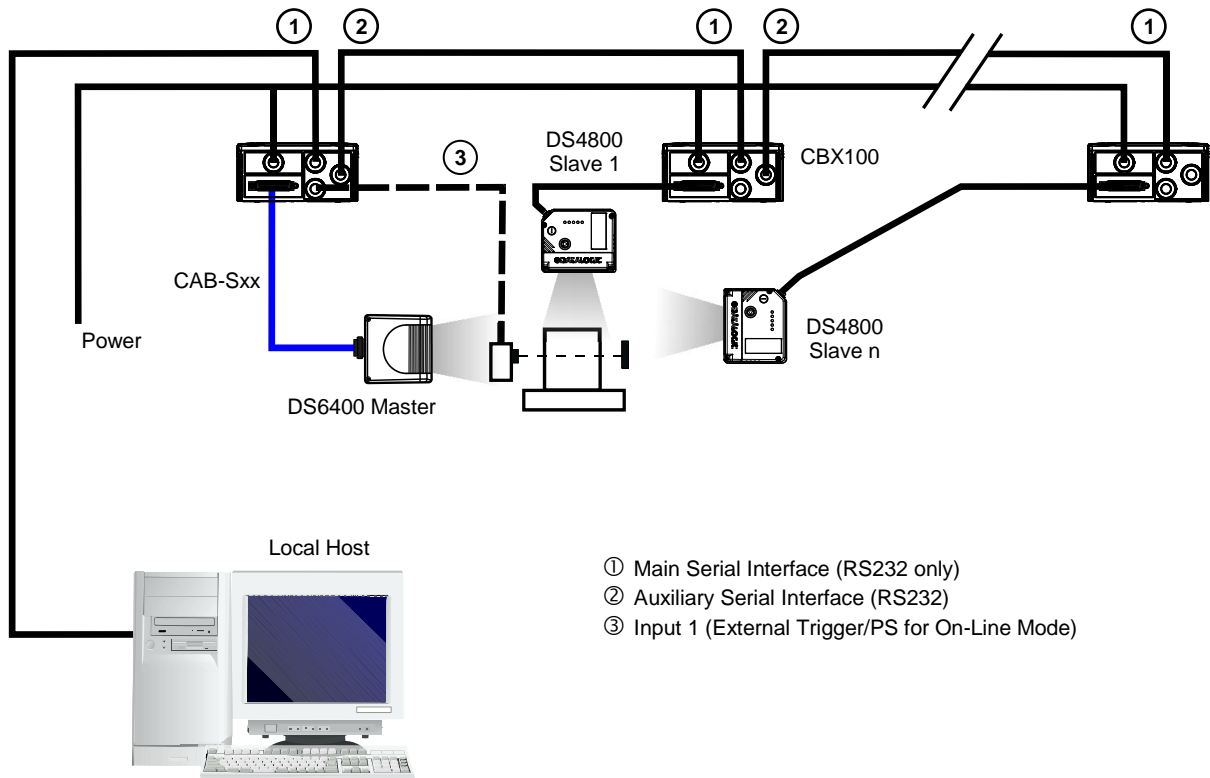 ① ② ① ② ①
③
DS4800
Slave 1
CBX100
CAB-Sxx
Power
DS4800
Slave n
DS6400 Master
Local Host
① Main Serial Interface (RS232 only)
② Auxiliary Serial Interface (RS232)
③ Input 1 (External Trigger/PS for On-Line Mode)